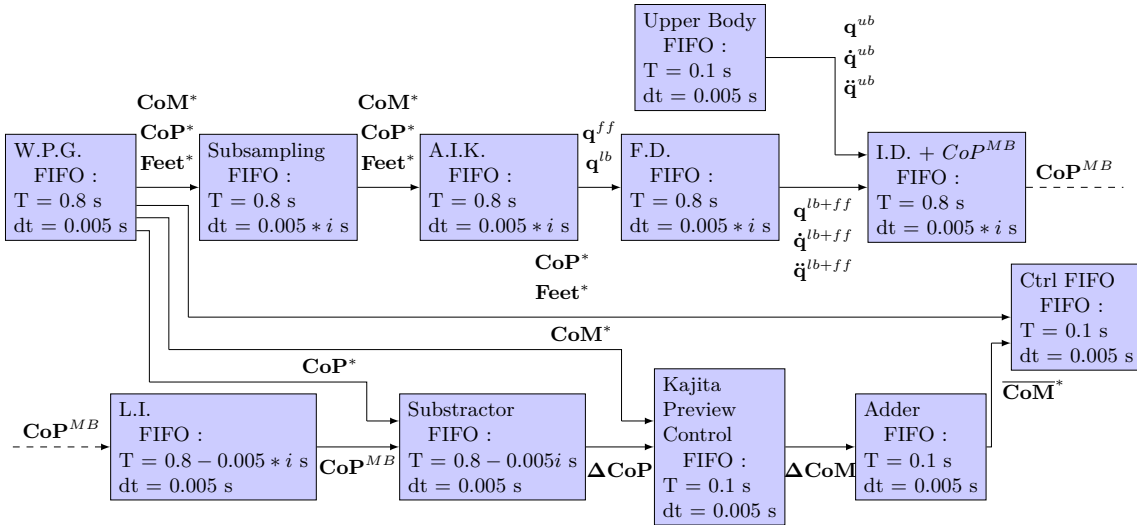 Upper Body
FIFO :
T = 0.1 s
dt = 0.005 s
q^{ub}
q̇^{ub}
q̈^{ub}
W.P.G.
FIFO :
T = 0.8 s
dt = 0.005 s
CoM*
CoP*
Feet*
Subsampling
FIFO :
T = 0.8 s
dt = 0.005 * i s
CoM*
CoP*
Feet*
A.I.K.
FIFO :
T = 0.8 s
dt = 0.005 * i s
q^{ff}
q^{lb}
F.D.
FIFO :
T = 0.8 s
dt = 0.005 * i s
q^{lb+ff}
q̇^{lb+ff}
q̈^{lb+ff}
I.D. + CoP^{MB}
FIFO :
T = 0.8 s
dt = 0.005 * i s
CoP^{MB}
CoP*
Feet*
CoM*
CoP*
Ctrl FIFO
FIFO :
T = 0.1 s
dt = 0.005 s
CoP^{MB}
L.I.
FIFO :
T = 0.8 − 0.005 * i s
dt = 0.005 s
CoP^{MB}
Substractor
FIFO :
T = 0.8 − 0.005i s
dt = 0.005 s
ΔCoP
Kajita
Preview
Control
FIFO :
T = 0.1 s
dt = 0.005 s
ΔCoM
Adder
FIFO :
T = 0.1 s
dt = 0.005 s
C̅o̅M̅*